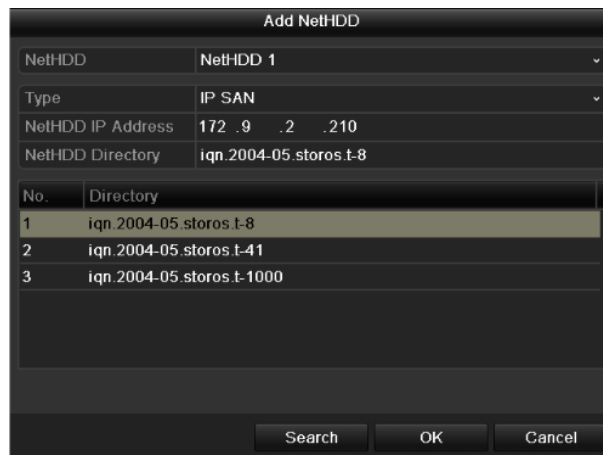 Add NetHDD
NetHDD NetHDD 1
Type IP SAN
NetHDD IP Address 172 .9 .2 .210
NetHDD Directory iqn.2004-05.storos.t-8
No. Directory
1 iqn.2004-05.storos.t-8
2 iqn.2004-05.storos.t-41
3 iqn.2004-05.storos.t-1000
Search OK Cancel